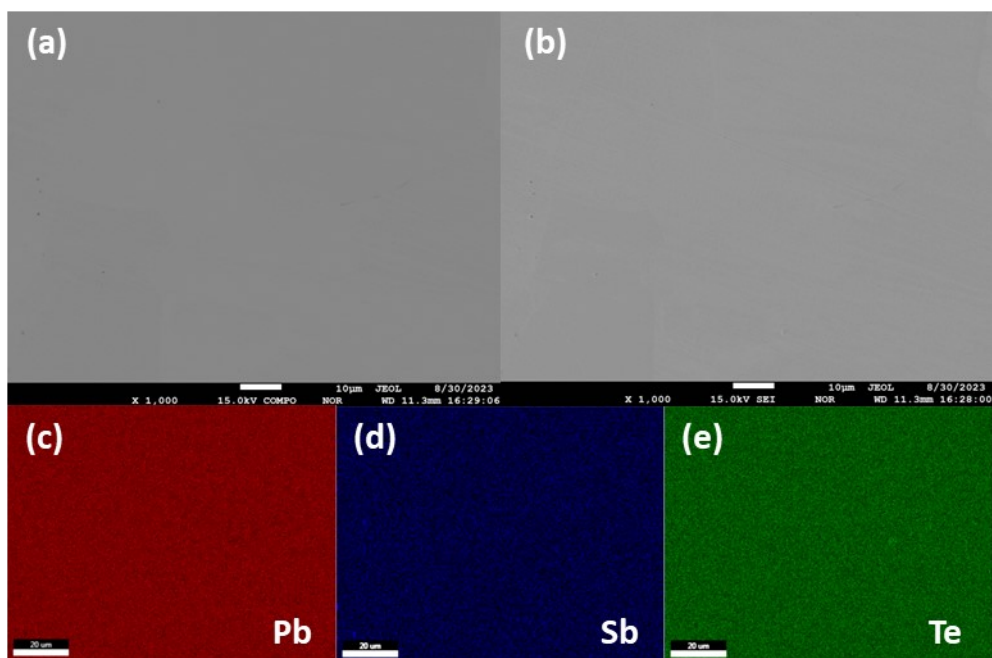 (a)
(b)
10µm JEOL 8/30/2023
X 1,000 15.0kV COMPO NOR WD 11.3mm 16:29:06
10µm JEOL 8/30/2023
X 1,000 15.0kV SEI NOR WD 11.3mm 16:28:00
(c)
(d)
(e)
20 um
Pb
20 um
Sb
20 um
Te